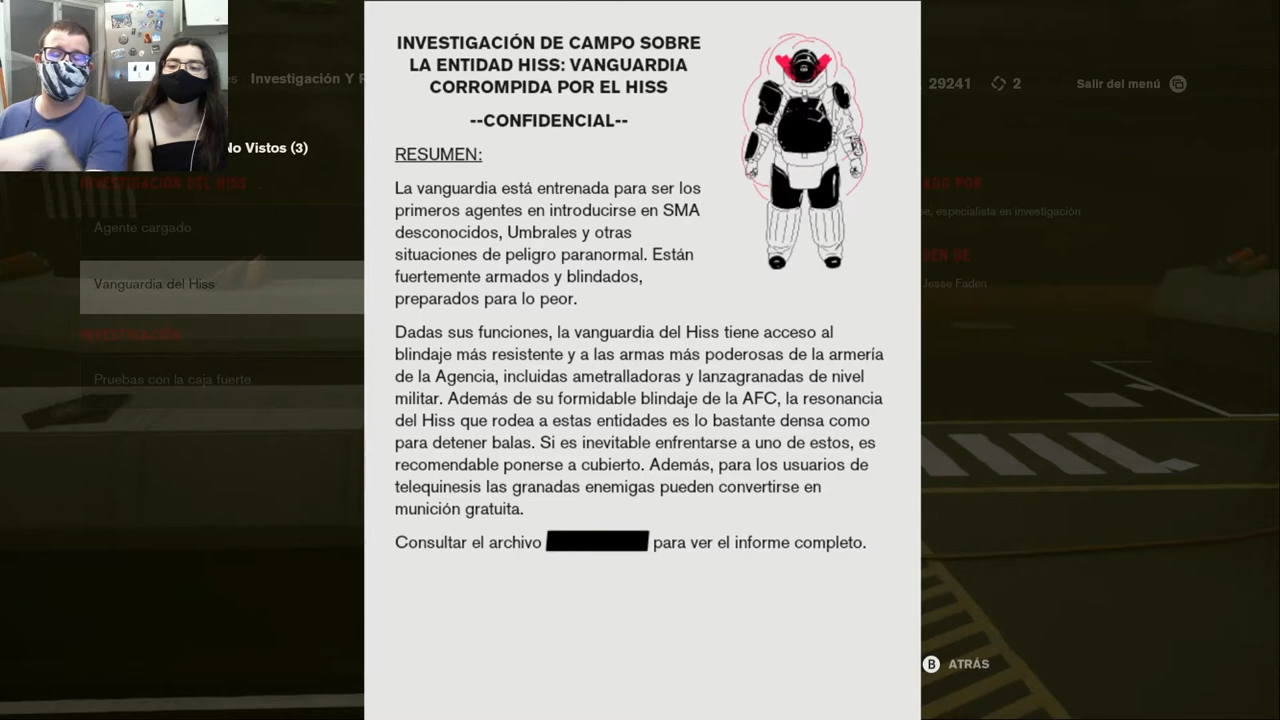 INVESTIGACIÓN DE CAMPO SOBRE
LA ENTIDAD HISS: VANGUARDIA
CORROMPIDA POR EL HISS
--CONFIDENCIAL--
RESUMEN:
La vanguardia está entrenada para ser los
primeros agentes en introducirse en SMA
desconocidos, Umbrales y otras
situaciones de peligro paranormal. Están
fuertemente armados y blindados,
preparados para lo peor.
Dadas sus funciones, la vanguardia del Hiss tiene acceso al
blindaje más resistente y a las armas más poderosas de la armería
de la Agencia, incluidas ametralladoras y lanzagranadas de nivel
militar. Además de su formidable blindaje de la AFC, la resonancia
del Hiss que rodea a estas entidades es lo bastante densa como
para detener balas. Si es inevitable enfrentarse a uno de estos, es
recomendable ponerse a cubierto. Además, para los usuarios de
telequinesis las granadas enemigas pueden convertirse en
munición gratuita.
Consultar el archivo para ver el informe completo.
Investigación Y
29241
2
Salir del menú
No Vistos (3)
INVESTIGACIÓN DEL HISS
Agente cargado
Vanguardia del Hiss
INVESTIGACIÓN
Pruebas con la caja fuerte
ADO POR
se, especialista en investigación
DEN DE
Jesse Faden
B ATRÁS